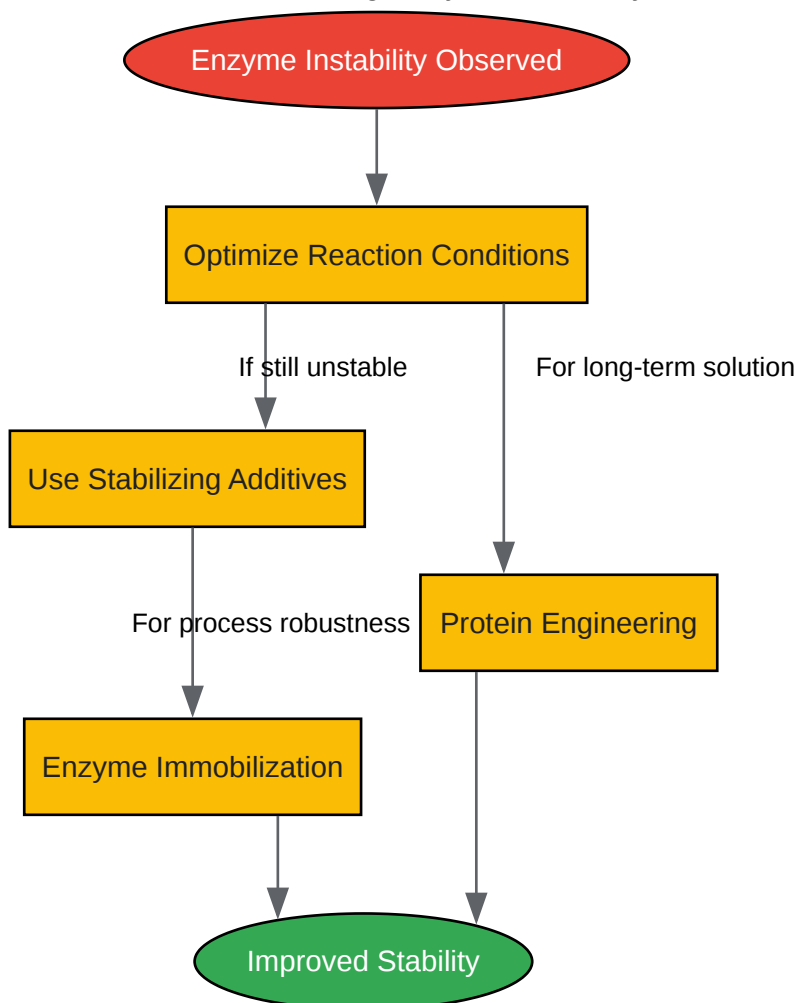 Enzyme Instability Observed
Optimize Reaction Conditions
If still unstable
For long-term solution
Use Stabilizing Additives
For process robustness
Protein Engineering
Enzyme Immobilization
Improved Stability